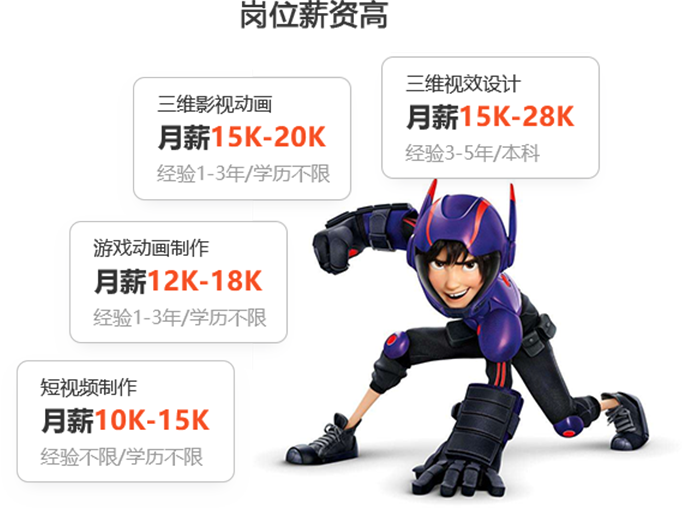 岗位薪资高
三维影视动画
月薪15K-20K
经验1-3年/学历不限
三维视效设计
月薪15K-28K
经验3-5年/本科
游戏动画制作
月薪12K-18K
经验1-3年/学历不限
短视频制作
月薪10K-15K
经验不限/学历不限